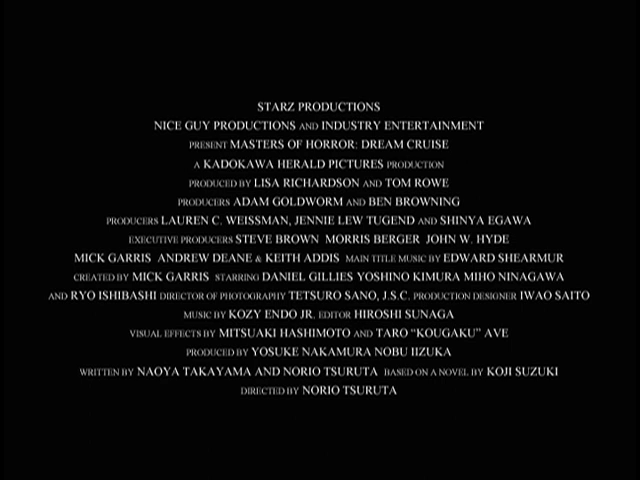 STARZ PRODUCTIONS
NICE GUY PRODUCTIONS AND INDUSTRY ENTERTAINMENT
PRESENT MASTERS OF HORROR: DREAM CRUISE
A KADOKAWA HERALD PICTURES PRODUCTION
PRODUCED BY LISA RICHARDSON AND TOM ROWE
PRODUCERS ADAM GOLDWORM AND BEN BROWNING
PRODUCERS LAUREN C. WEISSMAN, JENNIE LEW TUGEND AND SHINYA EGAWA
EXECUTIVE PRODUCERS STEVE BROWN MORRIS BERGER JOHN W. HYDE
MICK GARRIS ANDREW DEANE & KEITH ADDIS MAIN TITLE MUSIC BY EDWARD SHEARMUR
CREATED BY MICK GARRIS STARRING DANIEL GILLIES YOSHINO KIMURA MIHO NINAGAWA
AND RYO ISHIBASHI DIRECTOR OF PHOTOGRAPHY TETSURO SANO, J.S.C. PRODUCTION DESIGNER IWAO SAITO
MUSIC BY KOZY ENDO JR. EDITOR HIROSHI SUNAGA
VISUAL EFFECTS BY MITSUAKI HASHIMOTO AND TARO “KOUGAKU” AVE
PRODUCED BY YOSUKE NAKAMURA NOBU IIZUKA
WRITTEN BY NAOYA TAKAYAMA AND NORIO TSURUTA BASED ON A NOVEL BY KOJI SUZUKI
DIRECTED BY NORIO TSURUTA